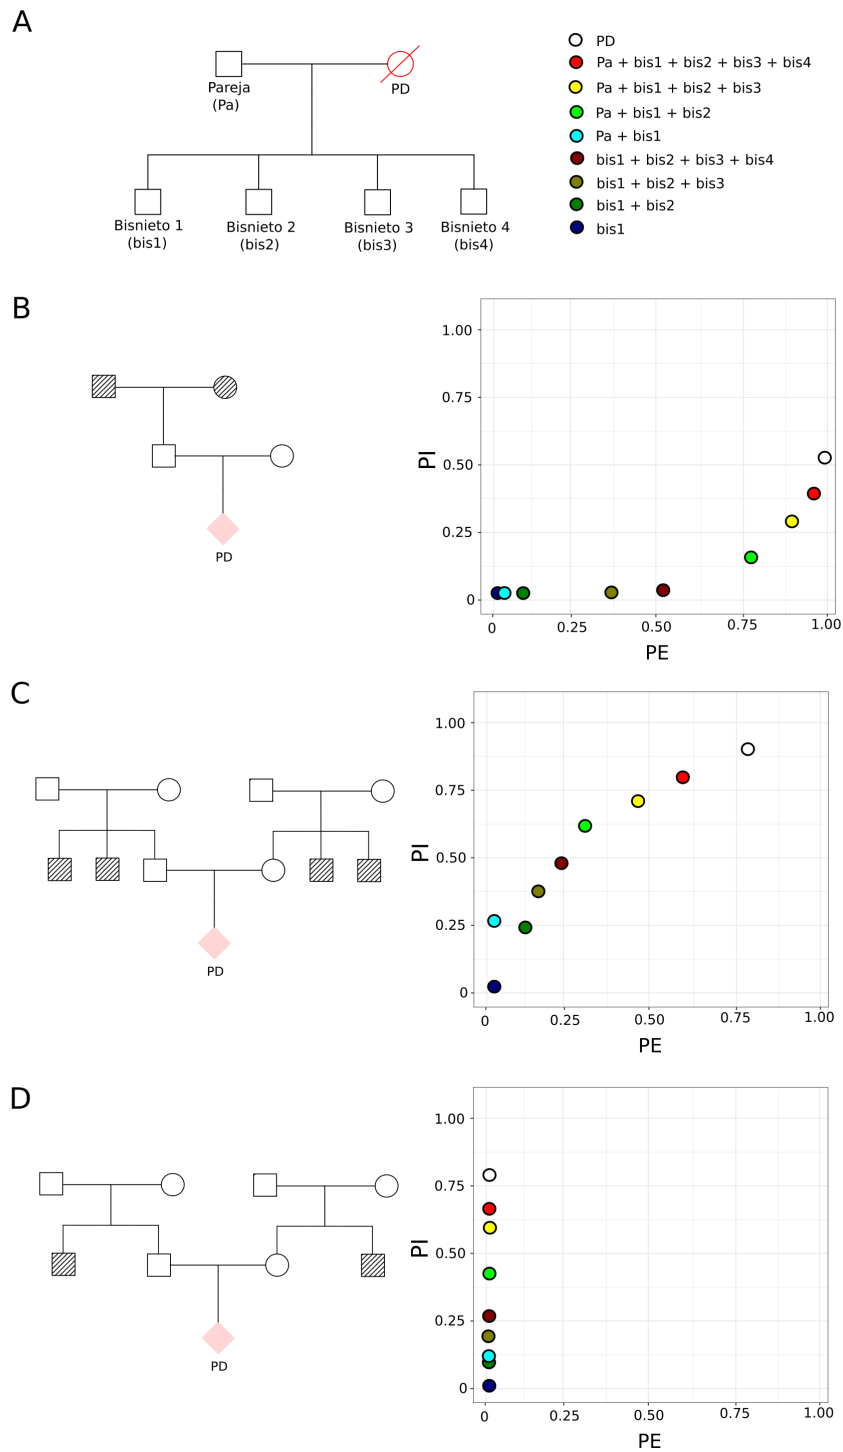 A
Pareja
(Pa)
PD
Bisnieto 1
(bis1)
Bisnieto 2
(bis2)
Bisnieto 3
(bis3)
Bisnieto 4
(bis4)
PD
Pa + bis1 + bis2 + bis3 + bis4
Pa + bis1 + bis2 + bis3
Pa + bis1 + bis2
Pa + bis1
bis1 + bis2 + bis3 + bis4
bis1 + bis2 + bis3
bis1 + bis2
bis1
B
PD
PI
1.00
0.75
0.50
0.25
0
0
0.25
0.50
0.75
1.00
PE
C
PD
PI
1.00
0.75
0.50
0.25
0
0
0.25
0.50
0.75
1.00
PE
D
PD
PI
1.00
0.75
0.50
0.25
0
0
0.25
0.50
0.75
1.00
PE